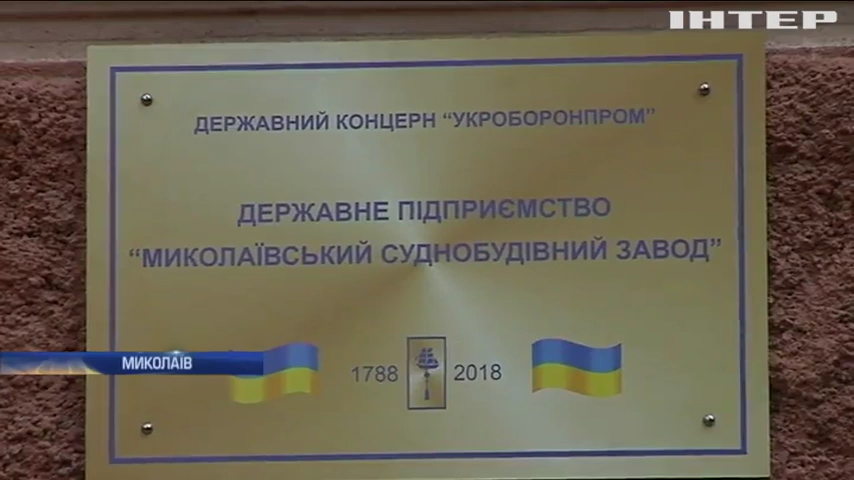 ІНТЕР
ДЕРЖАВНИЙ КОНЦЕРН “УКРОБОРОНПРОМ”
ДЕРЖАВНЕ ПІДПРИЄМСТВО
“МИКОЛАЇВСЬКИЙ СУДНОБУДІВНИЙ ЗАВОД”
МИКОЛАЇВ
1788 2018